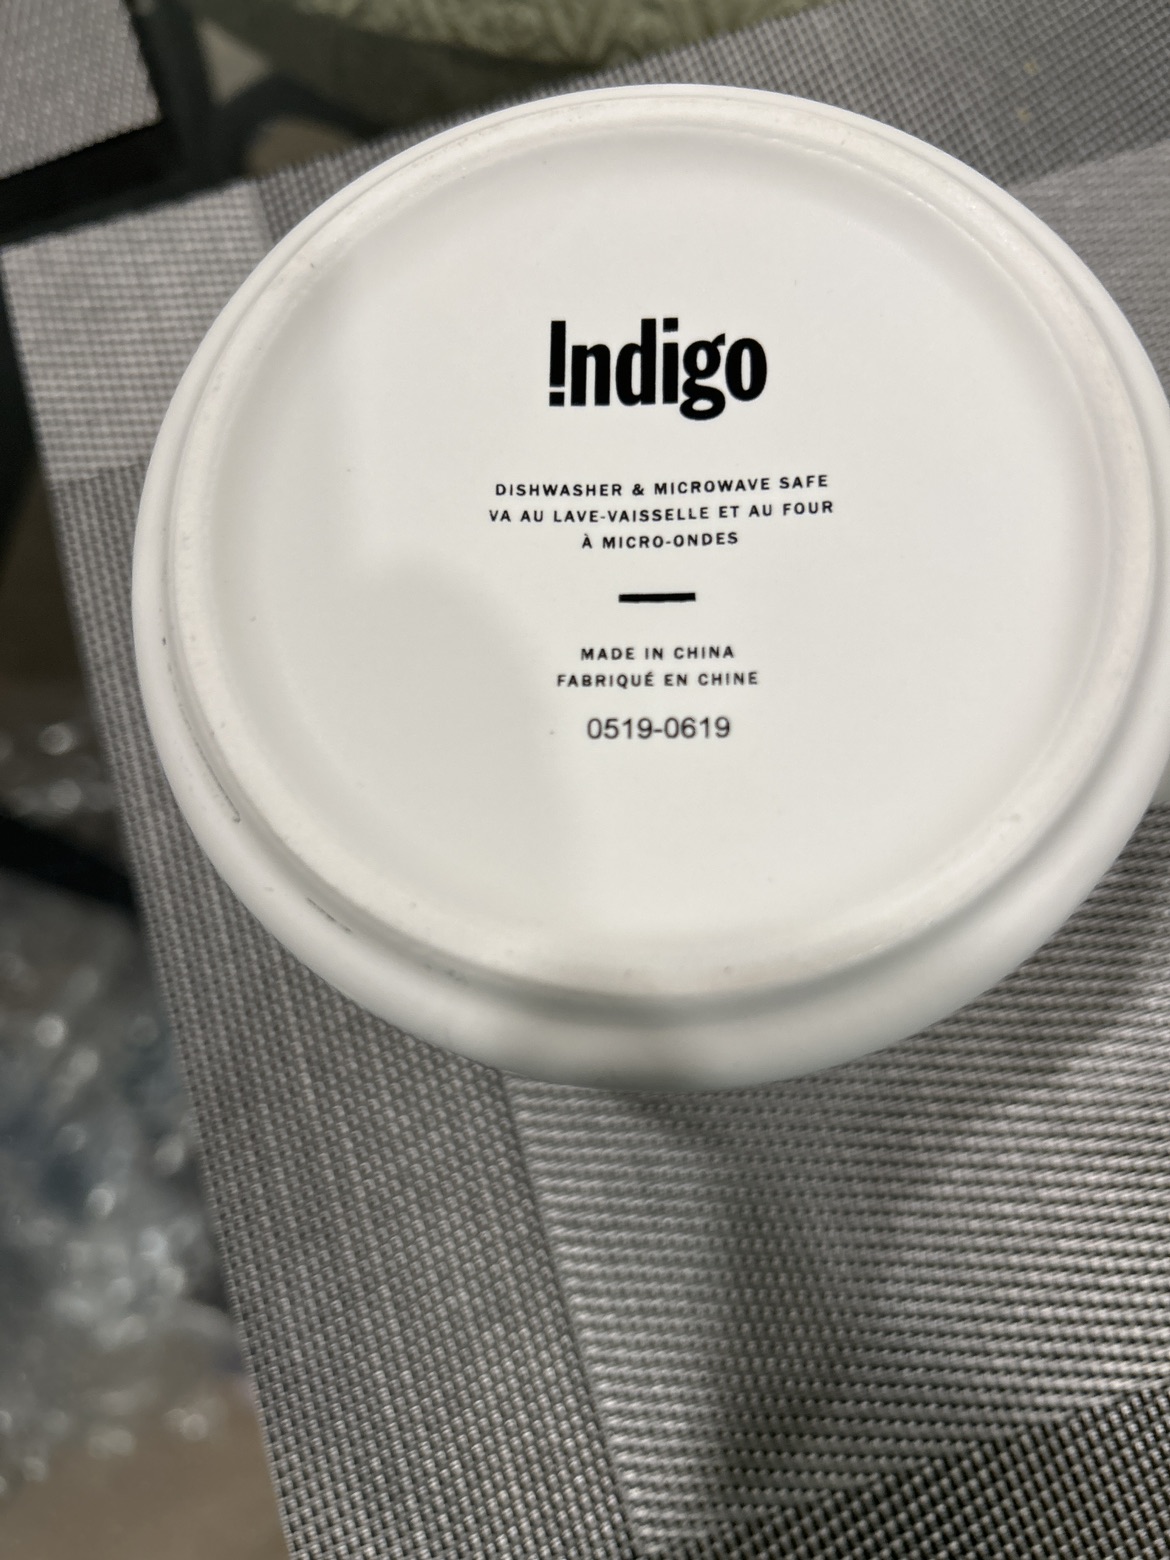 Indigo
DISHWASHER & MICROWAVE SAFE
VA AU LAVE-VAISSELLE ET AU FOUR
À MICRO-ONDES
MADE IN CHINA
FABRIQUÉ EN CHINE
0519-0619